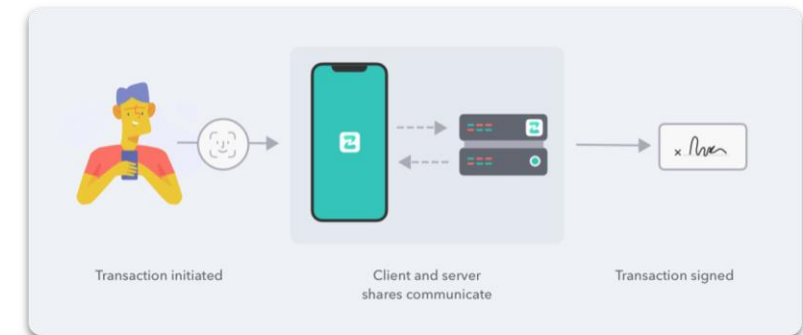 Transaction initiated
Client and server
shares communicate
Transaction signed